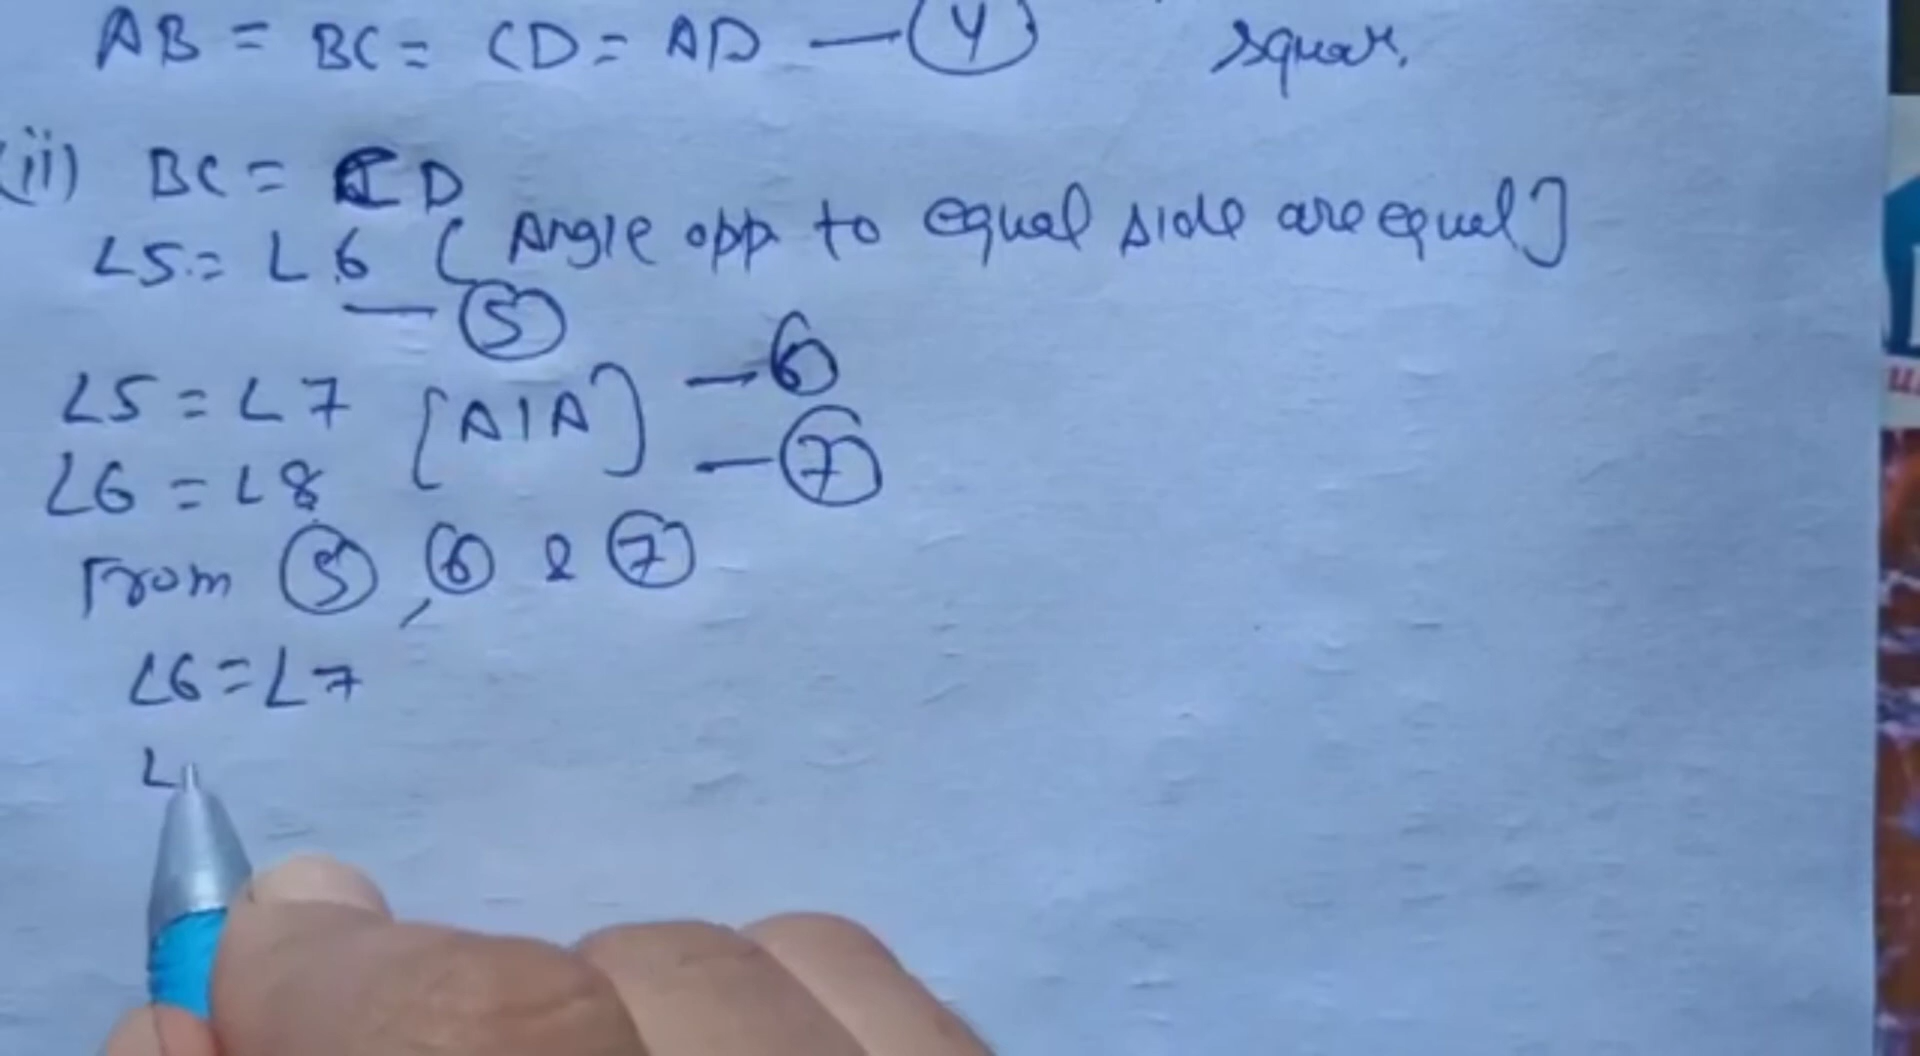 AB = BC = CD = AD — (4) squar.
(ii) BC = CD
∠5 = ∠6 [Angle opp to equal side are equal]
— (5)
∠5 = ∠7 [AIA] — (6)
∠6 = ∠8 — (7)
From (5), (6) & (7)
∠6 = ∠7
∠